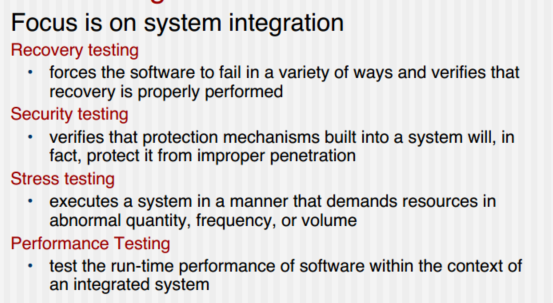 Focus is on system integration
Recovery testing
• forces the software to fail in a variety of ways and verifies that
recovery is properly performed
Security testing
• verifies that protection mechanisms built into a system will, in
fact, protect it from improper penetration
Stress testing
• executes a system in a manner that demands resources in
abnormal quantity, frequency, or volume
Performance Testing
• test the run-time performance of software within the context of
an integrated system